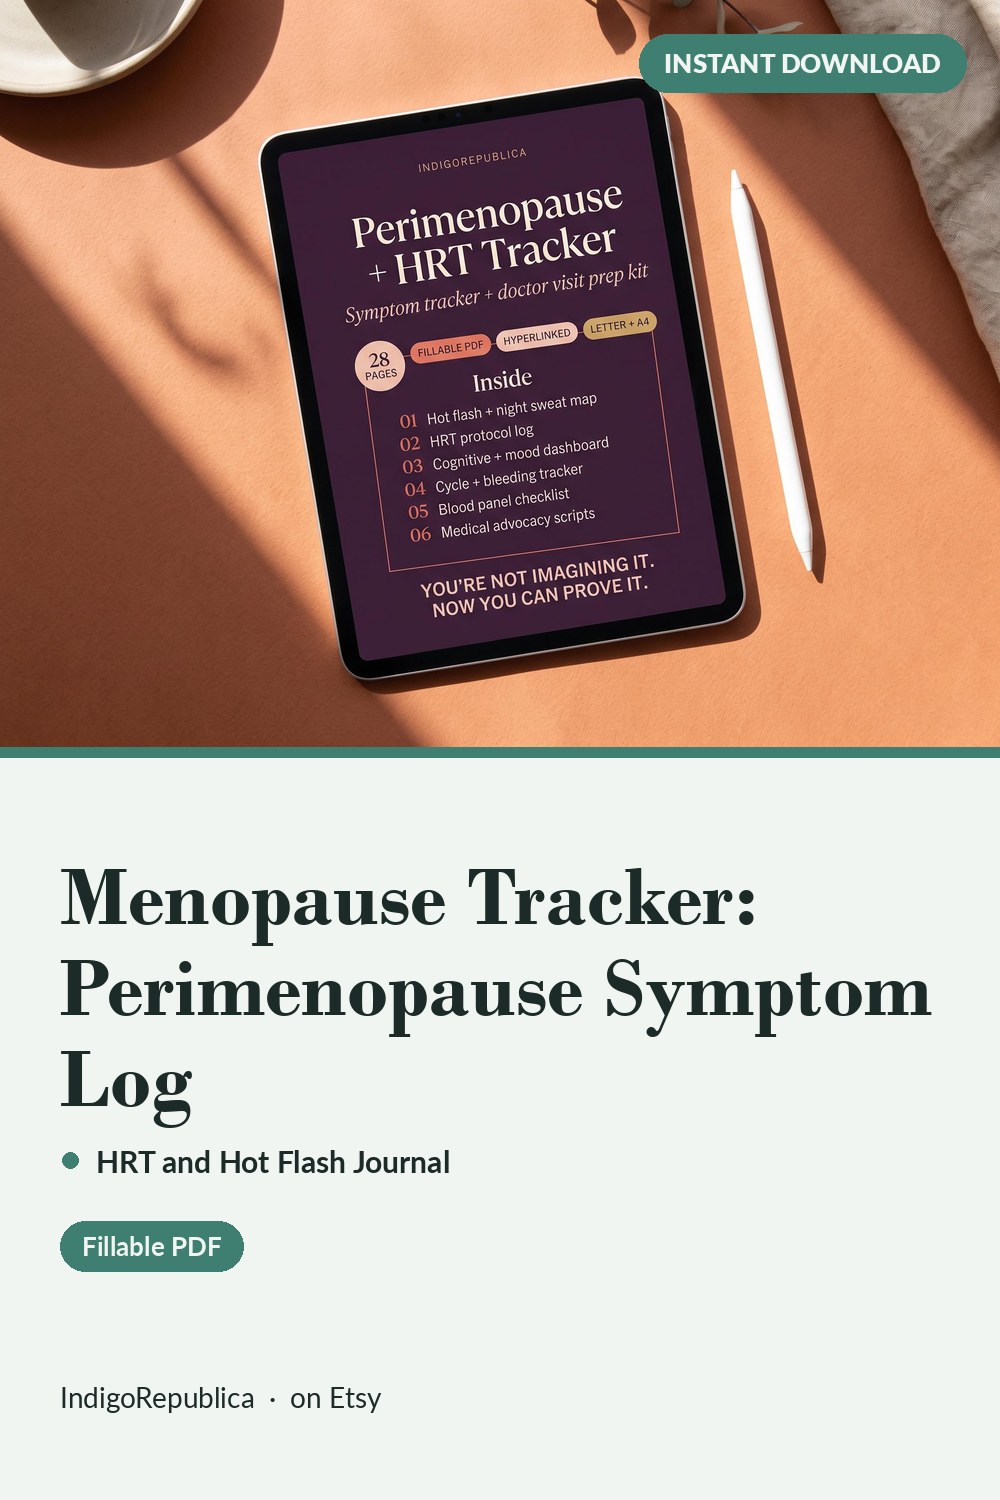 INSTANT DOWNLOAD
INDIGOREPUBLICA
Perimenopause
+ HRT Tracker
Symptom tracker + doctor visit prep kit
28
PAGES
FILLABLE PDF
HYPERLINKED
LETTER + A4
Inside
01 Hot flash + night sweat map
02 HRT protocol log
03 Cognitive + mood dashboard
04 Cycle + bleeding tracker
05 Blood panel checklist
06 Medical advocacy scripts
YOU'RE NOT IMAGINING IT.
NOW YOU CAN PROVE IT.
Menopause Tracker:
Perimenopause Symptom
Log
HRT and Hot Flash Journal
Fillable PDF
IndigoRepublica · on Etsy